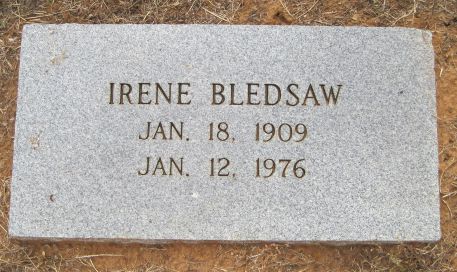 IRENE BLEDSAW
JAN. 18, 1909
JAN. 12, 1976